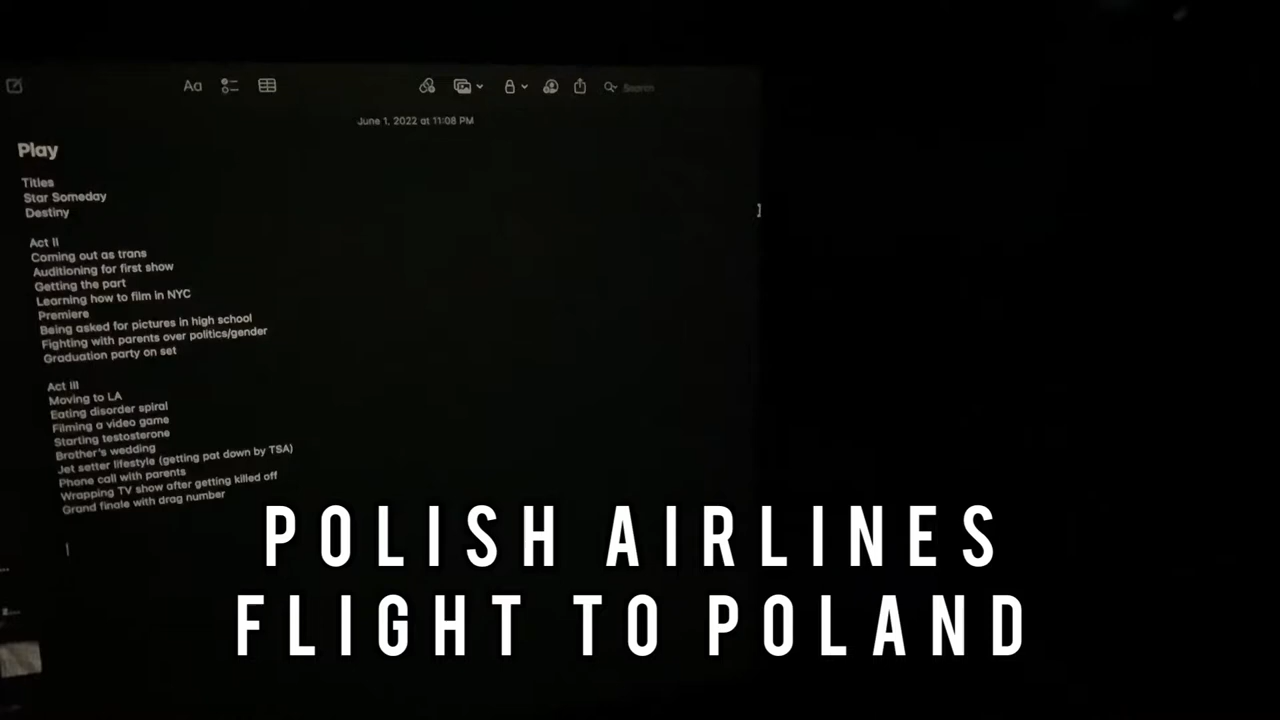 Aa
Search
June 1, 2022 at 11:08 PM
Play
Titles
Star Someday
Destiny
Act II
Coming out as trans
Auditioning for first show
Getting the part
Learning how to film in NYC
Premiere
Being asked for pictures in high school
Fighting with parents over politics/gender
Graduation party on set
Act III
Moving to LA
Eating disorder spiral
Filming a video game
Starting testosterone
Brother's wedding
Jet setter lifestyle (getting pat down by TSA)
Phone call with parents
Wrapping TV show after getting killed off
Grand finale with drag number
POLISH AIRLINES
FLIGHT TO POLAND